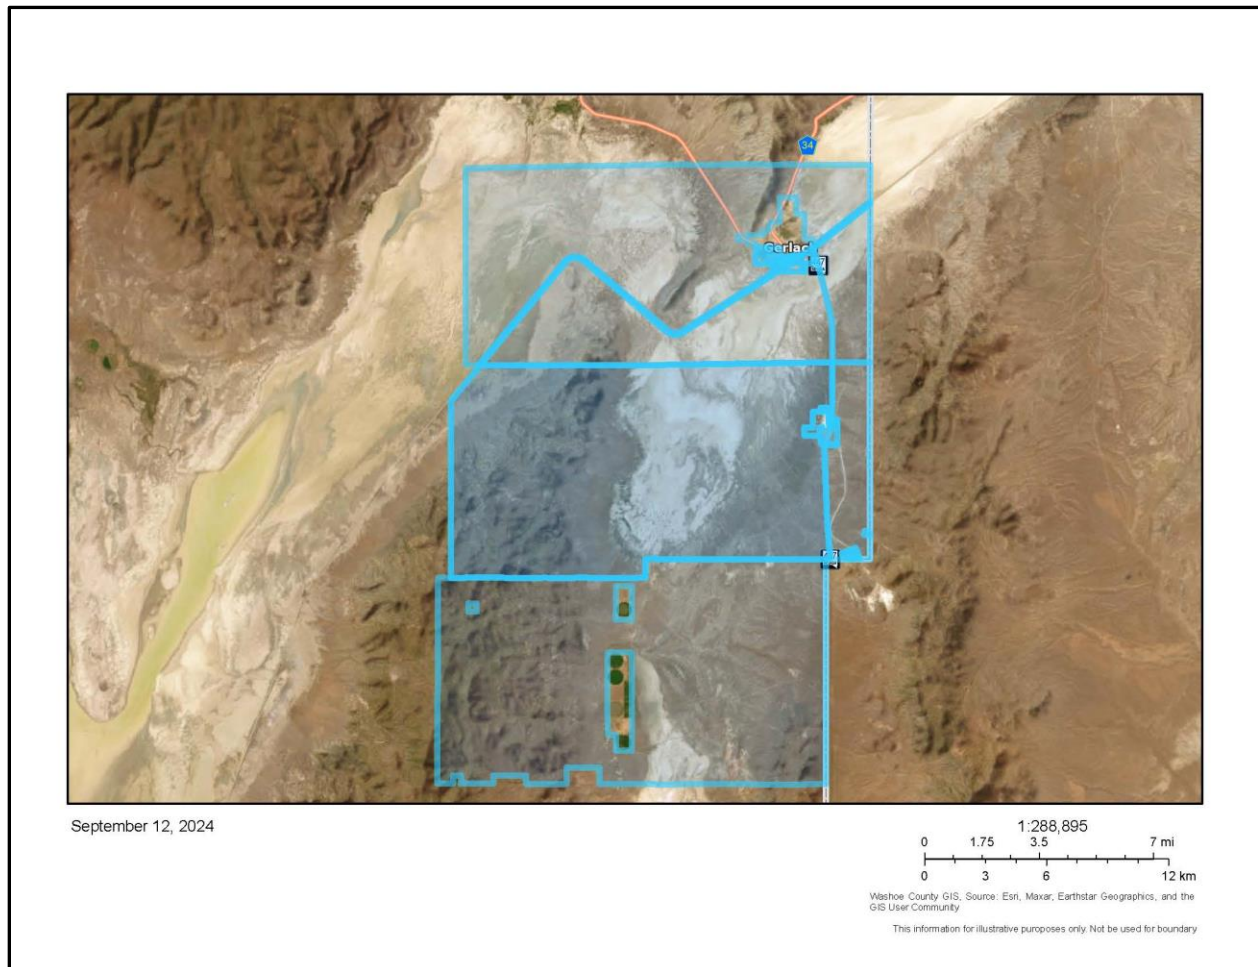 34
Gerlach
September 12, 2024
1:288,895
0 1.75 3.5 7 mi
0 3 6 12 km
Washoe County GIS, Source: Esri, Maxar, Earthstar Geographics, and the
GIS User Community
This information for illustrative puroposes only. Not be used for boundary